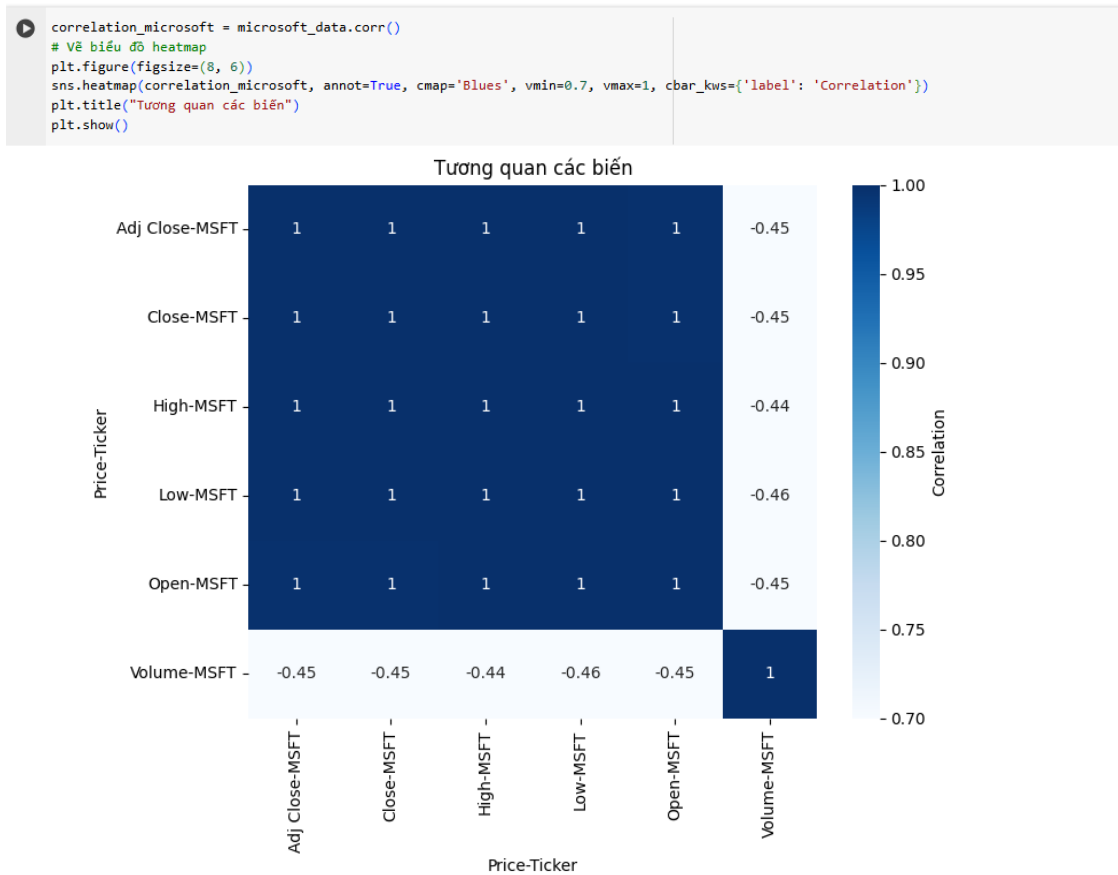 correlation_microsoft = microsoft_data.corr()
# Vẽ biểu đồ heatmap
plt.figure(figsize=(8, 6))
sns.heatmap(correlation_microsoft, annot=True, cmap='Blues', vmin=0.7, vmax=1, cbar_kws={'label': 'Correlation'})
plt.title("Tương quan các biến")
plt.show()
Tương quan các biến
Adj Close-MSFT 1 1 1 1 1 -0.45
Close-MSFT 1 1 1 1 1 -0.45
High-MSFT 1 1 1 1 1 -0.44
Low-MSFT 1 1 1 1 1 -0.46
Open-MSFT 1 1 1 1 1 -0.45
Volume-MSFT -0.45 -0.45 -0.44 -0.46 -0.45 1
Price-Ticker
Adj Close-MSFT
Close-MSFT
High-MSFT
Low-MSFT
Open-MSFT
Volume-MSFT
Price-Ticker
1.00
0.95
0.90
0.85
0.80
0.75
0.70
Correlation